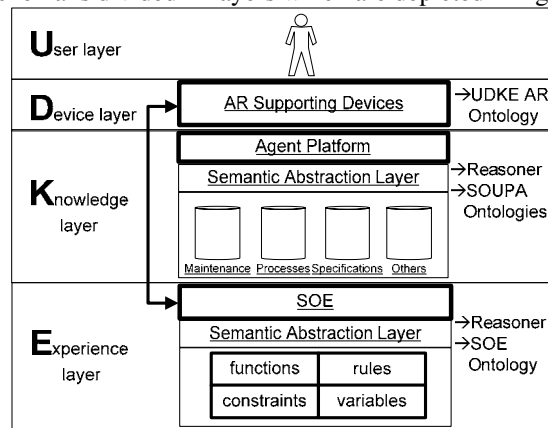 User layer
Device layer
AR Supporting Devices
→UDKE AR
Ontology
Agent Platform
Semantic Abstraction Layer
Knowledge
layer
→Reasoner
→SOUPA
Ontologies
Maintenance Processes Specifications Others
SOE
Semantic Abstraction Layer
Experience
layer
→Reasoner
→SOE
Ontology
functions rules
constraints variables